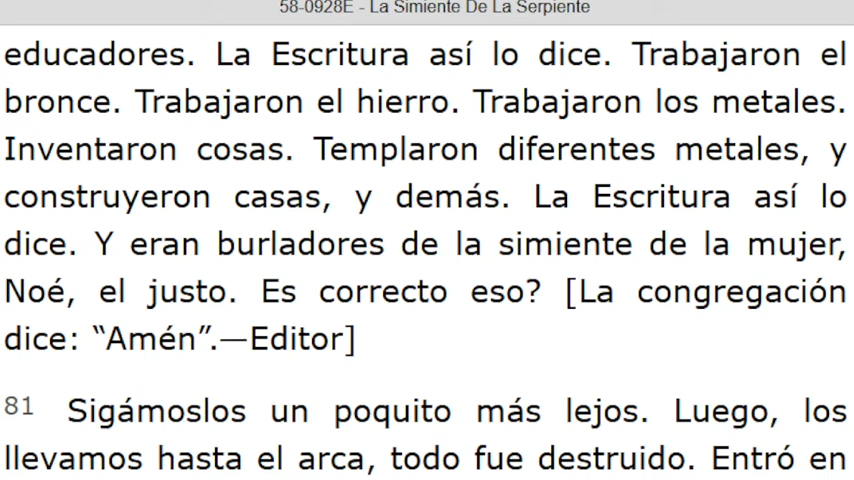 58-0928E - La Simiente De La Serpiente
educadores. La Escritura así lo dice. Trabajaron el
bronce. Trabajaron el hierro. Trabajaron los metales.
Inventaron cosas. Templaron diferentes metales, y
construyeron casas, y demás. La Escritura así lo
dice. Y eran burladores de la simiente de la mujer,
Noé, el justo. Es correcto eso? [La congregación
dice: “Amén”.—Editor]
81 Sigámoslos un poquito más lejos. Luego, los
llevamos hasta el arca, todo fue destruido. Entró en